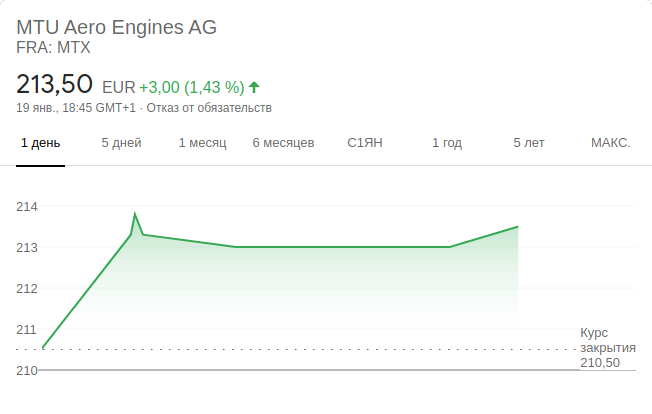 MTU Aero Engines AG
FRA: MTX
213,50 EUR +3,00 (1,43 %)
19 янв., 18:45 GMT+1 · Отказ от обязательств
1 день 5 дней 1 месяц 6 месяцев С1ЯН 1 год 5 лет МАКС.
214
213
212
211
Курс
закрытия
210,50
210